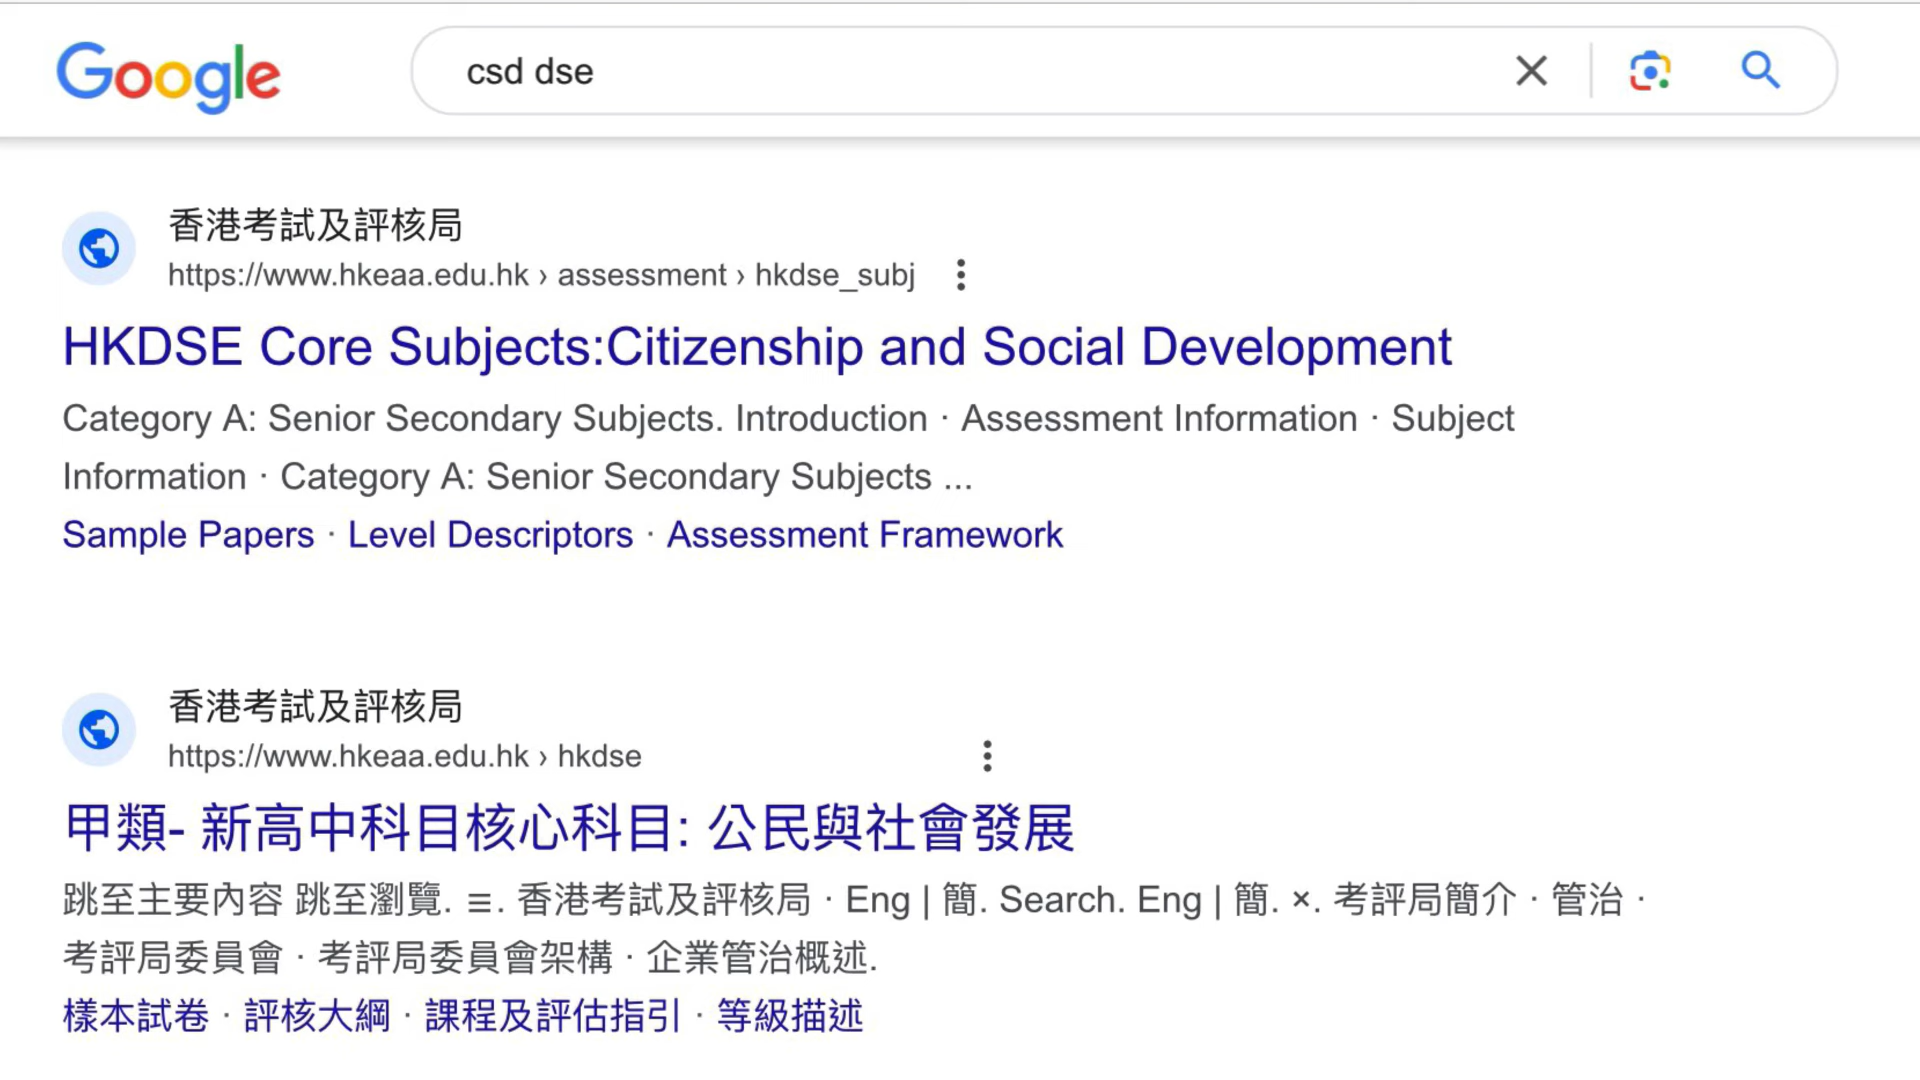 Google
csd dse
香港考試及評核局
https://www.hkeaa.edu.hk › assessment › hkdse_subj
HKDSE Core Subjects:Citizenship and Social Development
Category A: Senior Secondary Subjects. Introduction · Assessment Information · Subject
Information · Category A: Senior Secondary Subjects ...
Sample Papers · Level Descriptors · Assessment Framework
香港考試及評核局
https://www.hkeaa.edu.hk › hkdse
甲類- 新高中科目核心科目: 公民與社會發展
跳至主要內容 跳至瀏覽. ≡. 香港考試及評核局 · Eng | 簡. Search. Eng | 簡. ×. 考評局簡介 · 管治 ·
考評局委員會 · 考評局委員會架構 · 企業管治概述.
樣本試卷 · 評核大綱 · 課程及評估指引 · 等級描述